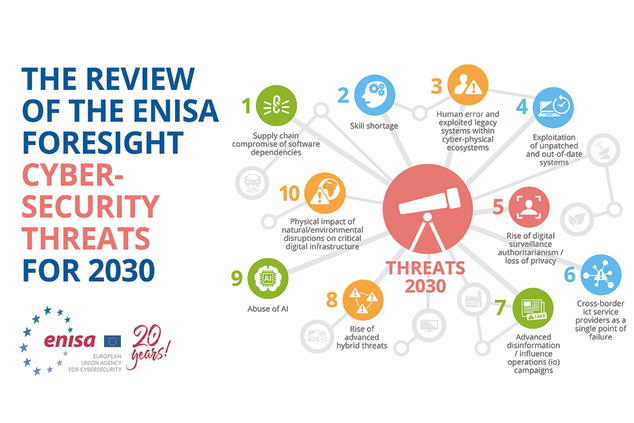 THE REVIEW
OF THE ENISA
FORESIGHT
CYBER-
SECURITY
THREATS
FOR 2030
enisa
20
years!
EUROPEAN
UNION AGENCY
FOR CYBERSECURITY
1
Supply chain
compromise of software
dependencies
2
Skill shortage
3
Human error and
exploited legacy
systems within
cyber-physical
ecosystems
4
Exploitation
of unpatched
and out-of-date
systems
10
Physical impact of
natural/environmental
disruptions on critical
digital infrastructure
THREATS
2030
5
Rise of digital
surveillance
authoritarianism /
loss of privacy
9
AI
Abuse of AI
8
Rise of
advanced
hybrid threats
7
FAKE
Advanced
disinformation
/ influence
operations (io)
campaigns
6
Cross-border
ict service
providers as a
single point of
failure